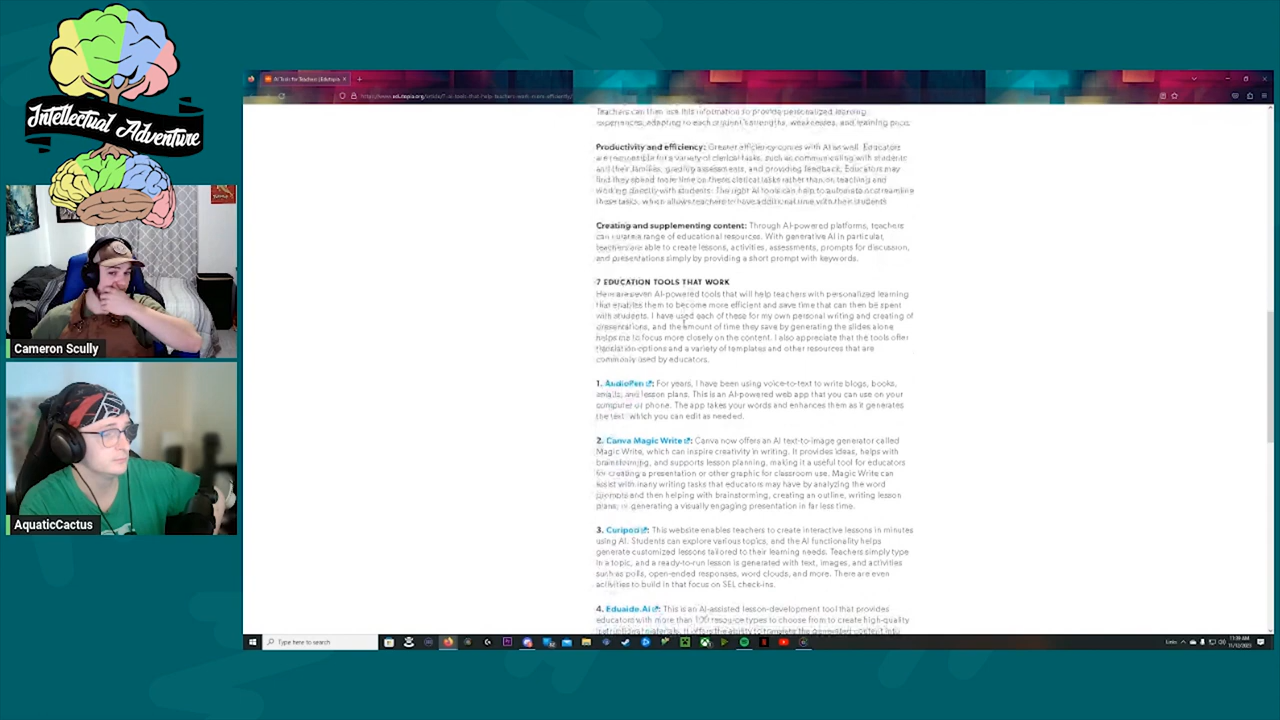 Intellectual Adventure
Cameron Scully
AquaticCactus
AI Tools for Teachers | Edutopia
Teachers can then use this information to provide personalized learning
experiences, adapting to each student's strengths, weaknesses, and learning pace.
Productivity and efficiency: Greater efficiency comes with AI as well. Educators
are responsible for a variety of clerical tasks, such as communicating with students
and their families, grading assessments, and providing feedback. Educators may
find they spend more time on these clerical tasks rather than on teaching and
working directly with students. The right AI tools can help to automate or streamline
these tasks, which allows teachers to have additional time with their students
Creating and supplementing content: Through AI-powered platforms, teachers
can curate a range of educational resources. With generative AI in particular,
teachers are able to create lessons, activities, assessments, prompts for discussion,
and presentations simply by providing a short prompt with keywords.
7 EDUCATION TOOLS THAT WORK
Here are seven AI-powered tools that will help teachers with personalized learning
that enables them to become more efficient and save time that can then be spent
with students. I have used each of these for my own personal writing and creating of
presentations, and the amount of time they save by generating the slides alone
helps me to focus more closely on the content. I also appreciate that the tools offer
translation options and a variety of templates and other resources that are
commonly used by educators.
1. AudioPen: For years, I have been using voice-to-text to write blogs, books,
emails, and lesson plans. This is an AI-powered web app that you can use on your
computer or phone. The app takes your words and enhances them as it generates
the text, which you can edit as needed.
2. Canva Magic Write: Canva now offers an AI text-to-image generator called
Magic Write, which can inspire creativity in writing. It provides ideas, helps with
brainstorming, and supports lesson planning, making it a useful tool for educators
for creating a presentation or other graphic for classroom use. Magic Write can
assist with many writing tasks that educators may have by analyzing the word
prompts and then helping with brainstorming, creating an outline, writing lesson
plans, or generating a visually engaging presentation in far less time.
3. Curipod: This website enables teachers to create interactive lessons in minutes
using AI. Students can explore various topics, and the AI functionality helps
generate customized lessons tailored to their learning needs. Teachers simply type
in a topic, and a ready-to-run lesson is generated with text, images, and activities
such as polls, open-ended responses, word clouds, and more. There are even
activities to build in that focus on SEL check-ins.
4. Eduaide.AI: This is an AI-assisted lesson-development tool that provides
educators with more than 100 resource types to choose from to create high-quality
Type here to search
Links
11:39 AM